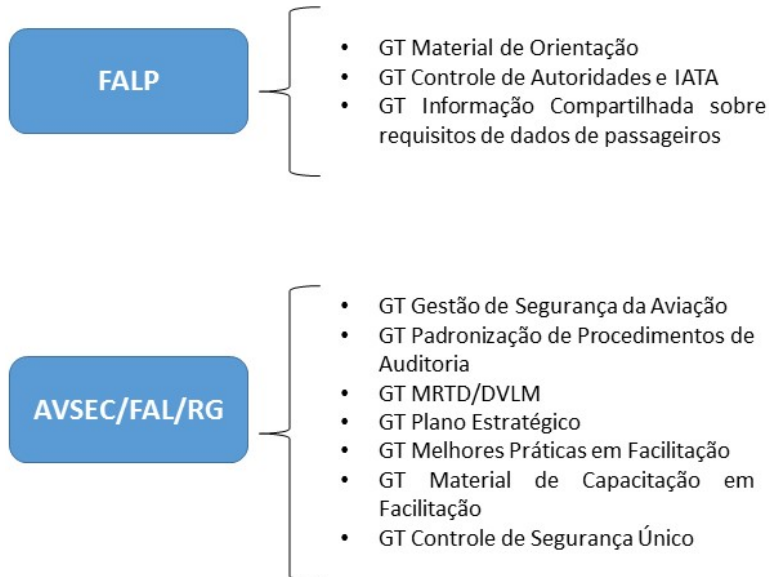 FALP
• GT Material de Orientação
• GT Controle de Autoridades e IATA
• GT Informação Compartilhada sobre
requisitos de dados de passageiros
AVSEC/FAL/RG
• GT Gestão de Segurança da Aviação
• GT Padronização de Procedimentos de
Auditoria
• GT MRTD/DVLM
• GT Plano Estratégico
• GT Melhores Práticas em Facilitação
• GT Material de Capacitação em
Facilitação
• GT Controle de Segurança Único